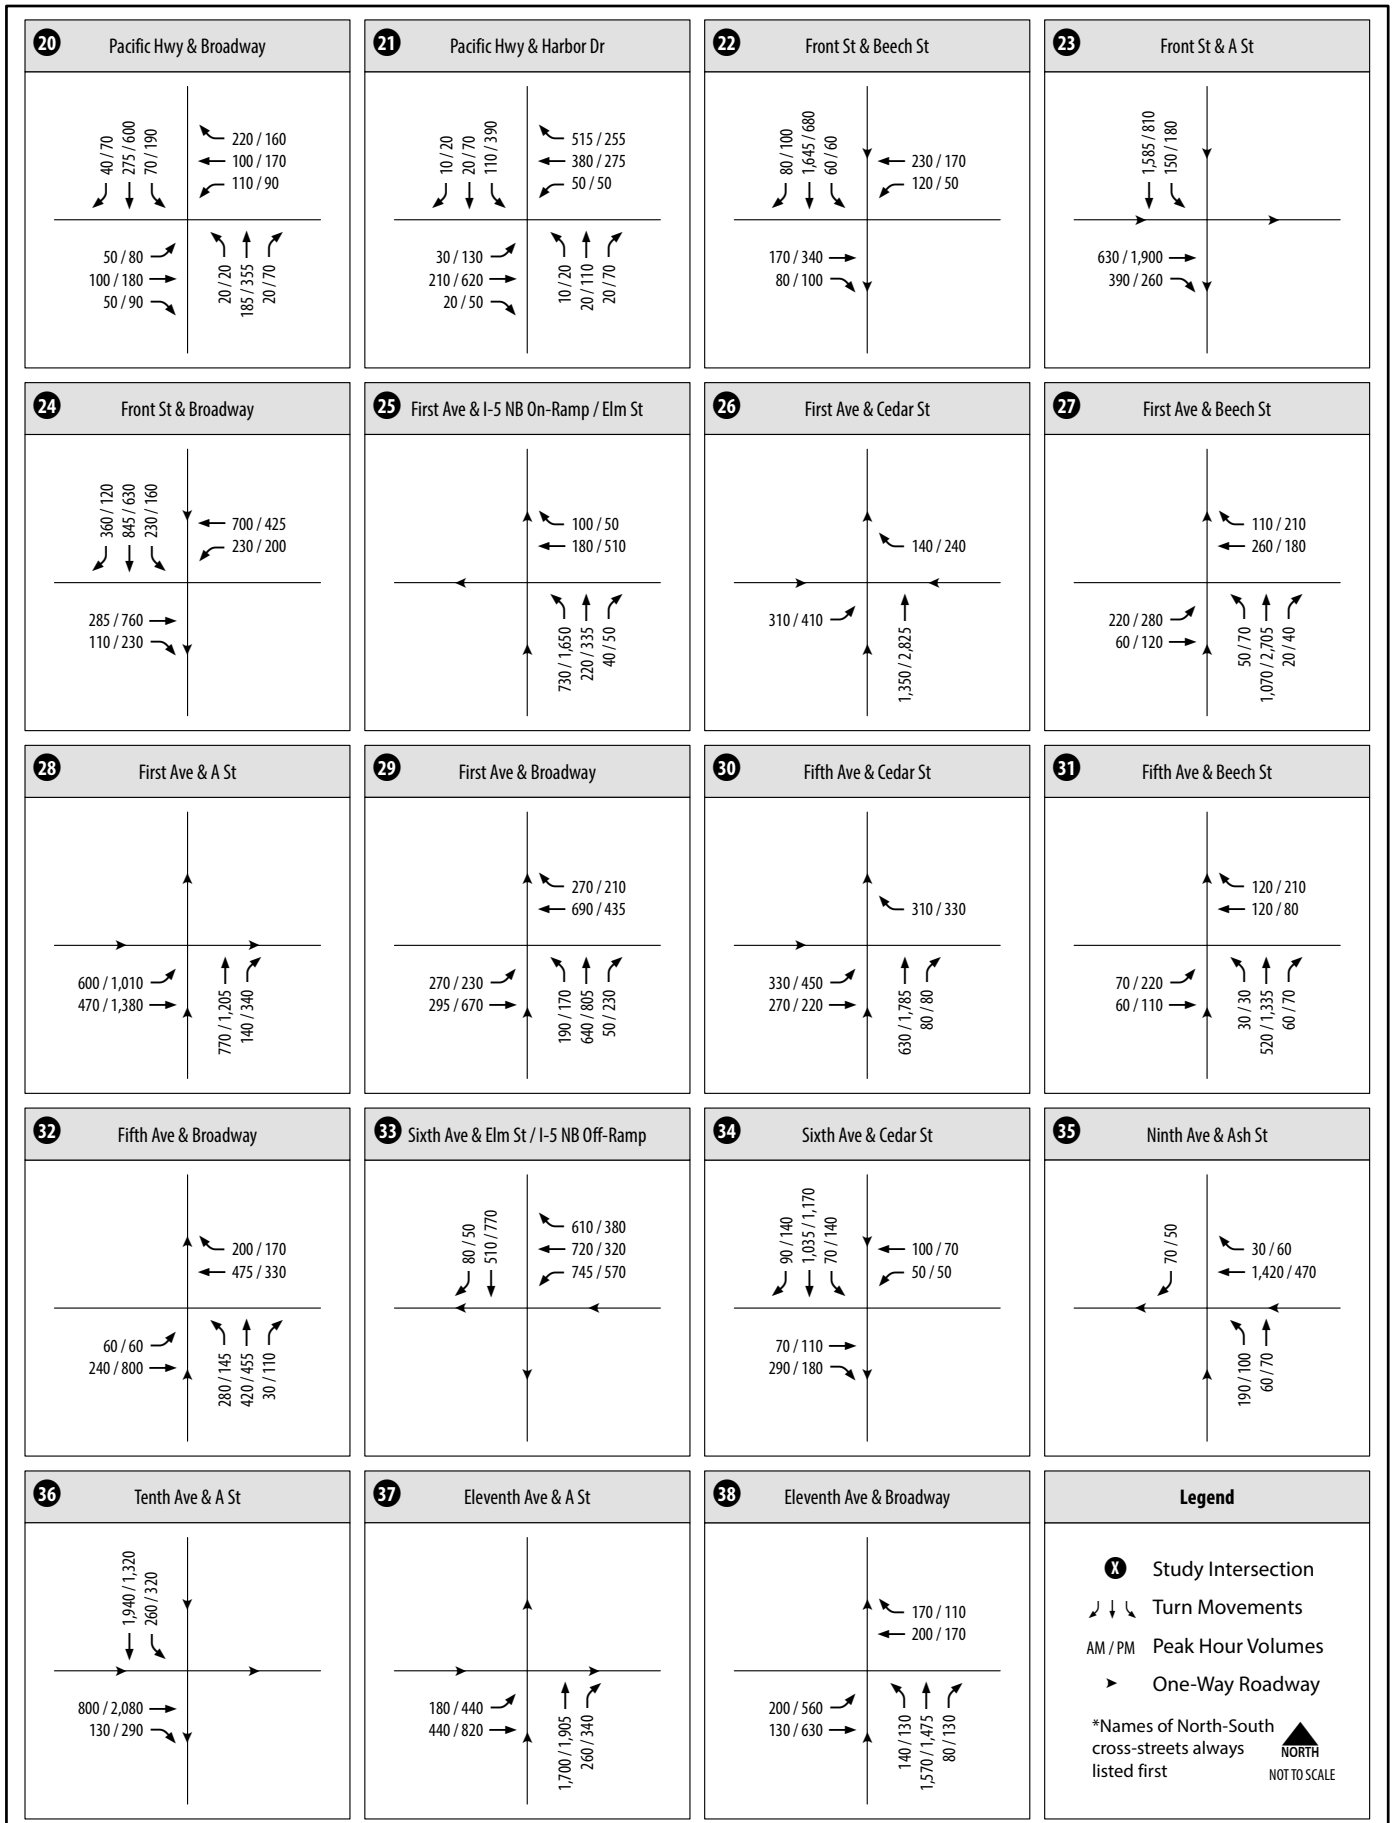 20
Pacific Hwy & Broadway
40 / 70
275 / 600
70 / 190
220 / 160
100 / 170
110 / 90
50 / 80
100 / 180
50 / 90
20 / 20
185 / 355
20 / 70
21
Pacific Hwy & Harbor Dr
10 / 20
20 / 70
110 / 390
515 / 255
380 / 275
50 / 50
30 / 130
210 / 620
20 / 50
10 / 20
20 / 110
20 / 70
22
Front St & Beech St
80 / 100
1,645 / 680
60 / 60
230 / 170
120 / 50
170 / 340
80 / 100
23
Front St & A St
1,585 / 810
150 / 180
630 / 1,900
390 / 260
24
Front St & Broadway
360 / 120
845 / 630
230 / 160
700 / 425
230 / 200
285 / 760
110 / 230
25
First Ave & I-5 NB On-Ramp / Elm St
100 / 50
180 / 510
730 / 1,650
220 / 335
40 / 50
26
First Ave & Cedar St
140 / 240
310 / 410
1,350 / 2,825
27
First Ave & Beech St
110 / 210
260 / 180
220 / 280
60 / 120
50 / 70
1,070 / 2,705
20 / 40
28
First Ave & A St
600 / 1,010
470 / 1,380
770 / 1,205
140 / 340
29
First Ave & Broadway
270 / 210
690 / 435
270 / 230
295 / 670
190 / 170
640 / 805
50 / 230
30
Fifth Ave & Cedar St
310 / 330
330 / 450
270 / 220
630 / 1,785
80 / 80
31
Fifth Ave & Beech St
120 / 210
120 / 80
70 / 220
60 / 110
30 / 30
520 / 1,335
60 / 70
32
Fifth Ave & Broadway
200 / 170
475 / 330
60 / 60
240 / 800
280 / 145
420 / 455
30 / 110
33
Sixth Ave & Elm St / I-5 NB Off-Ramp
80 / 50
510 / 770
610 / 380
720 / 320
745 / 570
34
Sixth Ave & Cedar St
90 / 140
1,035 / 1,170
70 / 140
100 / 70
50 / 50
70 / 110
290 / 180
35
Ninth Ave & Ash St
70 / 50
30 / 60
1,420 / 470
190 / 100
60 / 70
36
Tenth Ave & A St
1,940 / 1,320
260 / 320
800 / 2,080
130 / 290
37
Eleventh Ave & A St
180 / 440
440 / 820
1,700 / 1,905
260 / 340
38
Eleventh Ave & Broadway
170 / 110
200 / 170
200 / 560
130 / 630
140 / 130
1,570 / 1,475
80 / 130
Legend
X Study Intersection
Turn Movements
AM / PM Peak Hour Volumes
One-Way Roadway
*Names of North-South
cross-streets always
listed first
NORTH
NOT TO SCALE